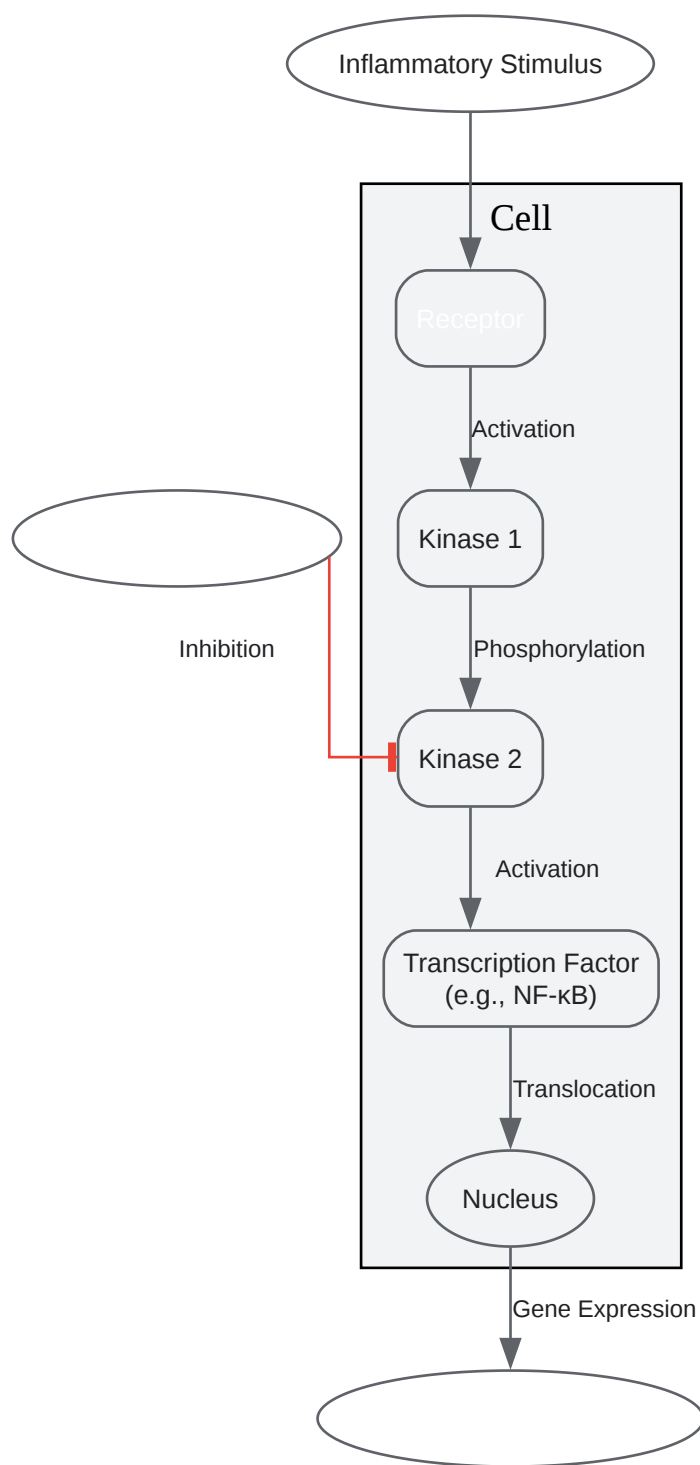 Inflammatory Stimulus
Cell
Receptor
Activation
Kinase 1
Inhibition
Phosphorylation
Kinase 2
Activation
Transcription Factor
(e.g., NF-κB)
Translocation
Nucleus
Gene Expression